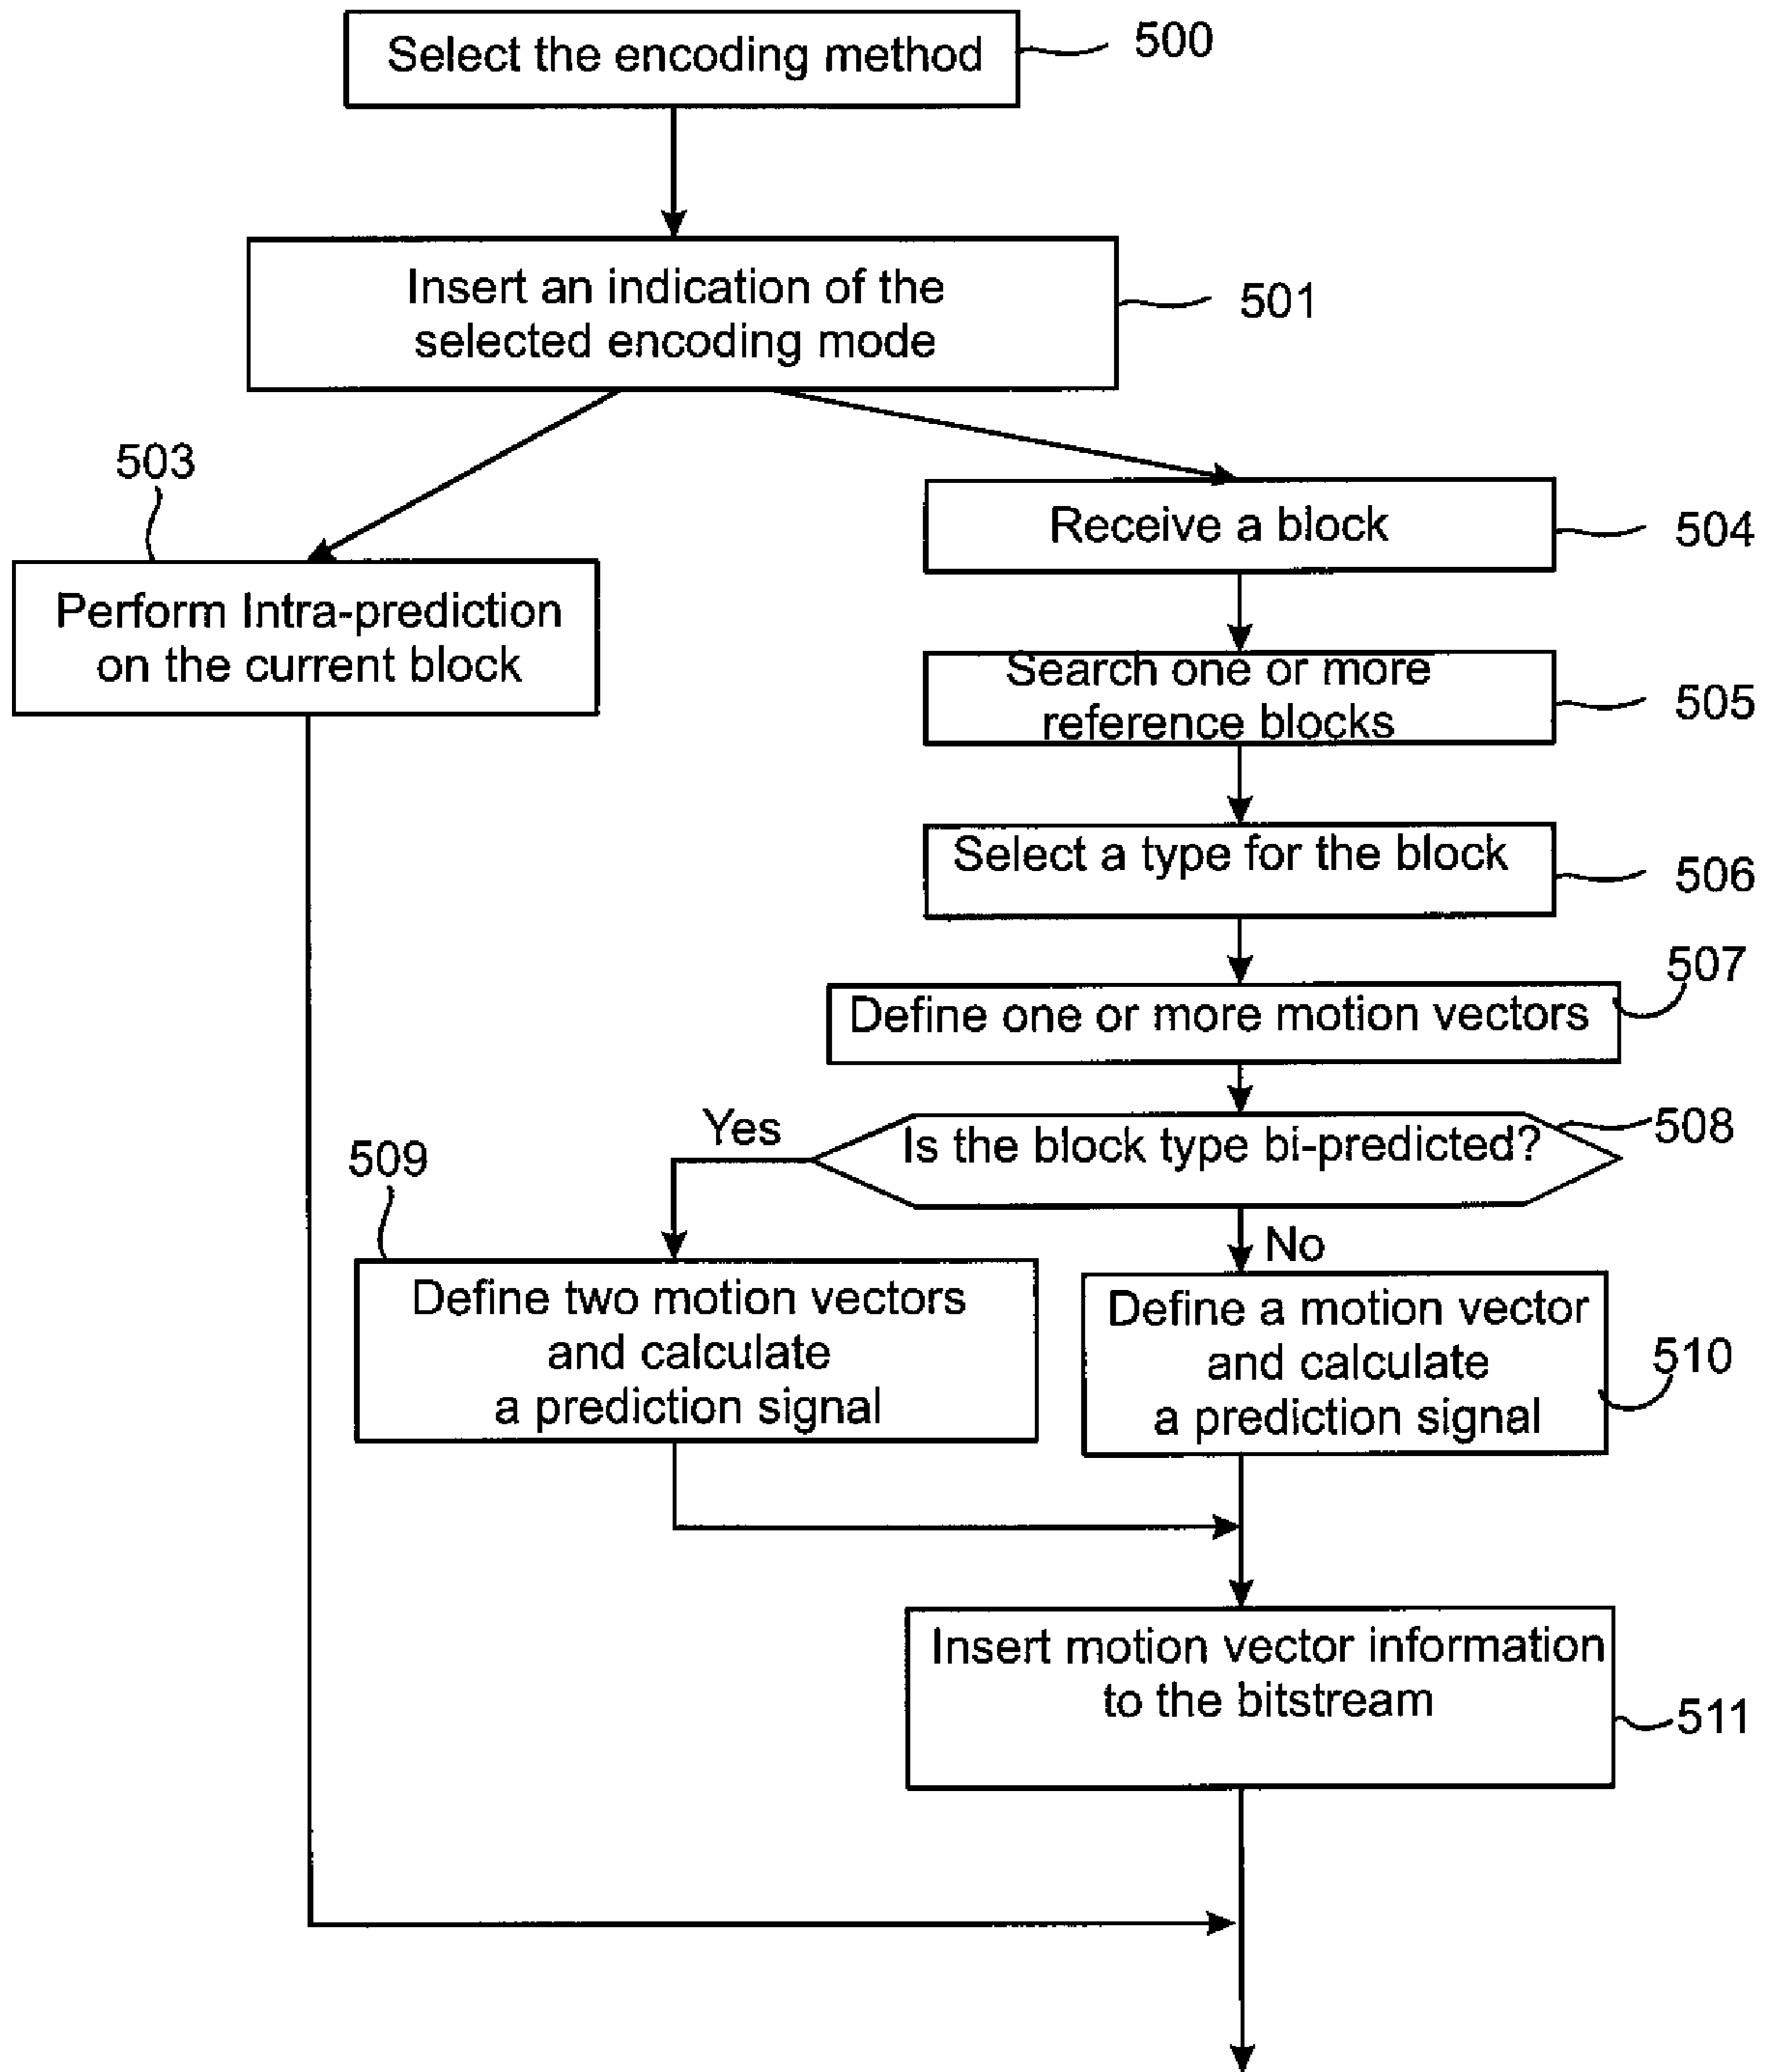 Select the encoding method
500
Insert an indication of the
selected encoding mode
501
503
Perform Intra-prediction
on the current block
Receive a block
504
Search one or more
reference blocks
505
Select a type for the block
506
507
Define one or more motion vectors
Yes
Is the block type bi-predicted?
508
509
No
Define two motion vectors
and calculate
a prediction signal
Define a motion vector
and calculate
a prediction signal
510
Insert motion vector information
to the bitstream
511